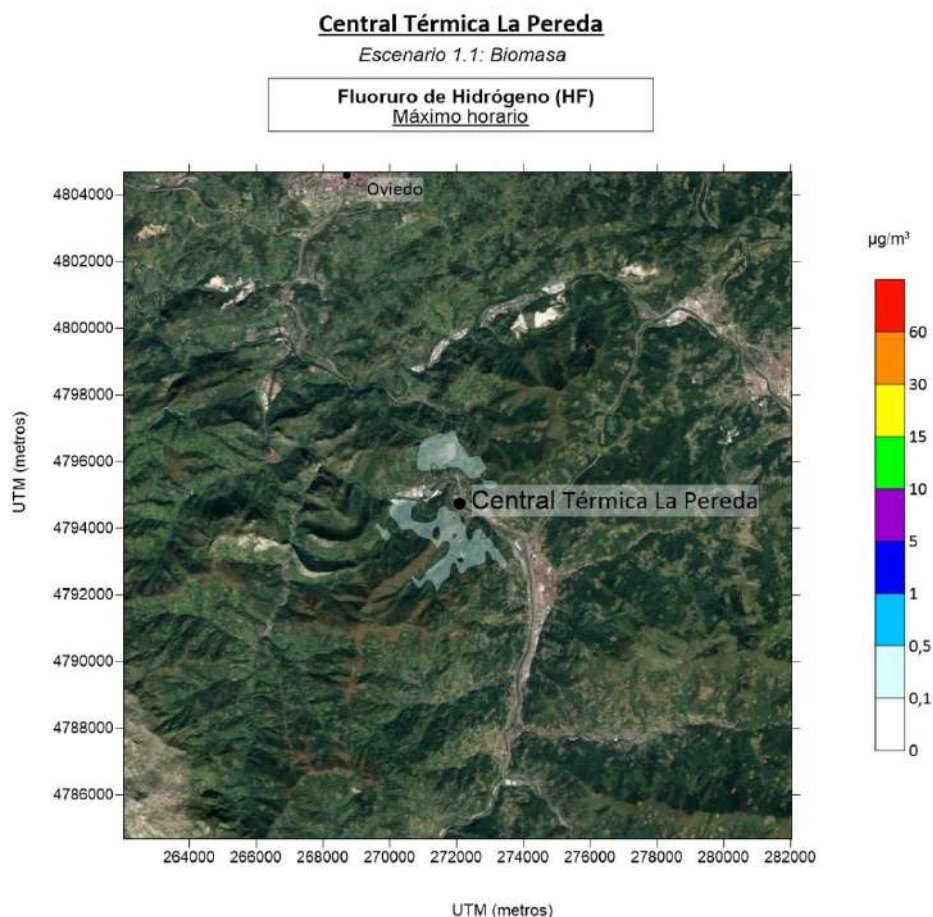 Central Térmica La Pereda
Escenario 1.1: Biomasa
Fluoruro de Hidrógeno (HF)
Máximo horario
4804000
4802000
4800000
4798000
4796000
4794000
4792000
4790000
4788000
4786000
UTM (metros)
Oviedo
Central Térmica La Pereda
264000 266000 268000 270000 272000 274000 276000 278000 280000 282000
UTM (metros)
µg/m³
60
30
15
10
5
1
0,5
0,1
0